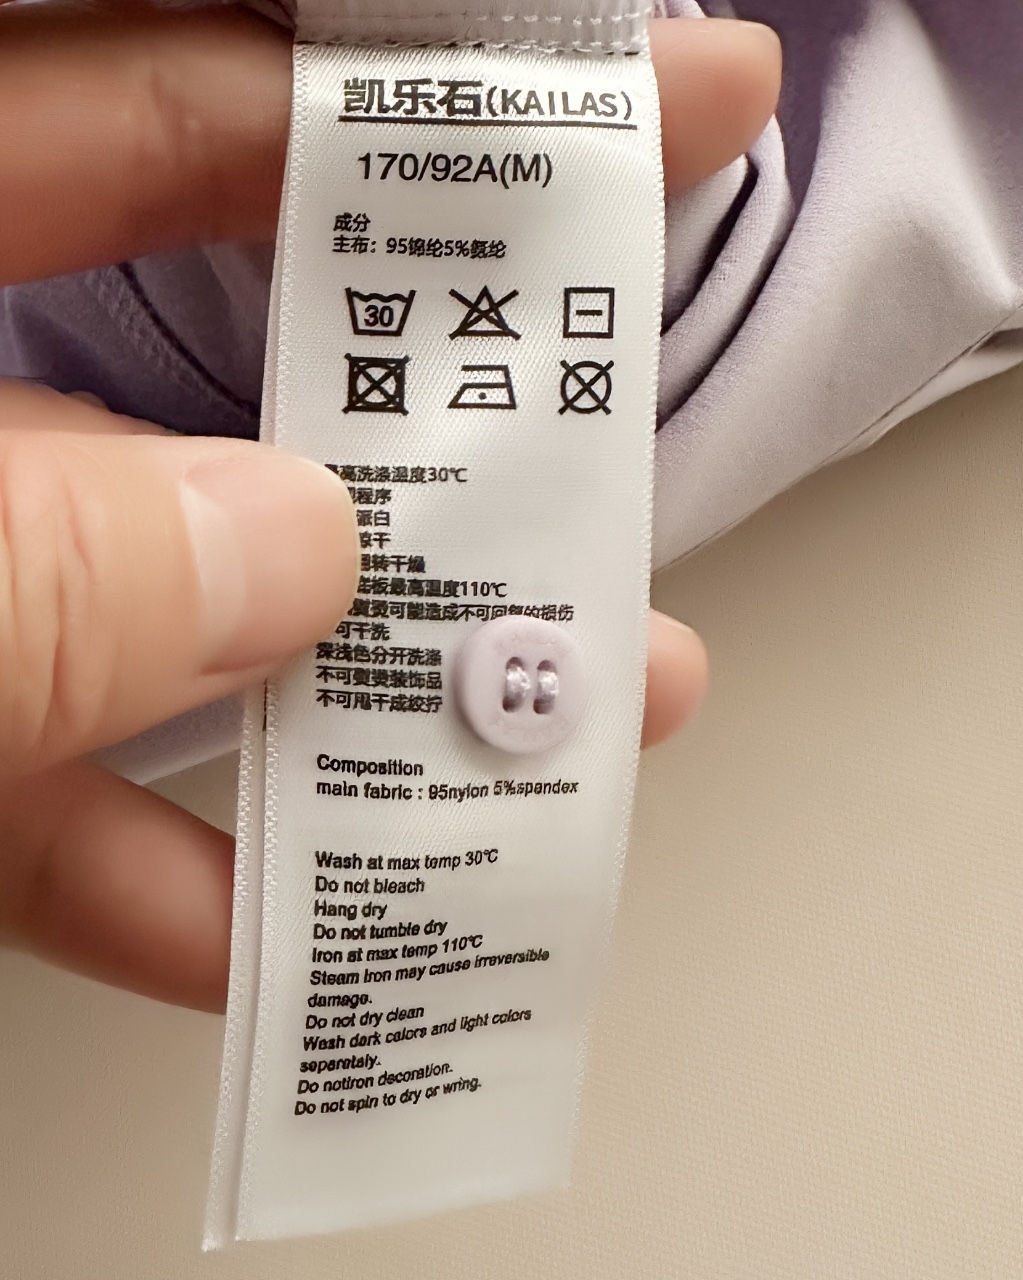 凯乐石(KAILAS)
170/92A(M)
成分
主布：95锦纶5%氨纶
30
高洗涤温度30℃
程序
白
干
转干燥
板最高温度110℃
熨烫可能造成不可回复的损伤
可干洗
深浅色分开洗涤
不可熨烫装饰品
不可甩干或绞拧
Composition
main fabric : 95nylon 5%spandex
Wash at max temp 30℃
Do not bleach
Hang dry
Do not tumble dry
Iron at max temp 110℃
Steam Iron may cause irreversible
damage.
Do not dry clean
Wash dark colors and light colors
separately.
Do notiron decoration.
Do not spin to dry or wring.